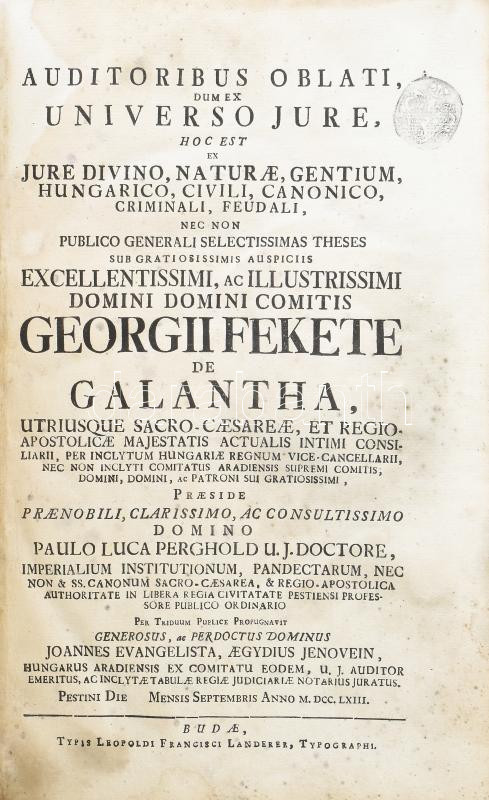 AUDITORIBUS OBLATI,
DUM EX
UNIVERSO JURE,
HOC EST
EX
JURE DIVINO, NATURÆ, GENTIUM,
HUNGARICO, CIVILI, CANONICO,
CRIMINALI, FEUDALI,
NEC NON
PUBLICO GENERALI SELECTISSIMAS THESES
SUB GRATIOSISSIMIS AUSPICIIS
EXCELLENTISSIMI, AC ILLUSTRISSIMI
DOMINI DOMINI COMITIS
GEORGII FEKETE
DE
GALANTHA,
UTRIUSQUE SACRO-CÆSAREÆ, ET REGIO-
APOSTOLICÆ MAJESTATIS ACTUALIS INTIMI CONSI-
LIARII, PER INCLYTUM HUNGARIÆ REGNUM VICE-CANCELLARII,
NEC NON INCLYTI COMITATUS ARADIENSIS SUPREMI COMITIS,
DOMINI, DOMINI, AC PATRONI SUI GRATIOSISSIMI,
PRÆSIDE
PRÆNOBILI, CLARISSIMO, AC CONSULTISSIMO
DOMINO
PAULO LUCA PERGHOLD U. J. DOCTORE,
IMPERIALIUM INSTITUTIONUM, PANDECTARUM, NEC
NON & SS. CANONUM SACRO-CÆSAREA, & REGIO-APOSTOLICA
AUTHORITATE IN LIBERA REGIA CIVITATATE PESTIENSI PROFES-
SORE PUBLICO ORDINARIO
PER TRIDUUM PUBLICE PROPUGNAVIT
GENEROSUS, ac PERDOCTUS DOMINUS
JOANNES EVANGELISTA, ÆGYDIUS JENOVEIN,
HUNGARUS ARADIENSIS EX COMITATU EODEM, U. J. AUDITOR
EMERITUS, AC INCLYTÆ TABULÆ REGIÆ JUDICIARIÆ NOTARIUS JURATUS.
PESTINI DIE MENSIS SEPTEMBRIS ANNO M. DCC. LXIII.
BUDÆ,
TYPIS LEOPOLDI FRANCISCI LANDERER, TYPOGRAPHI.